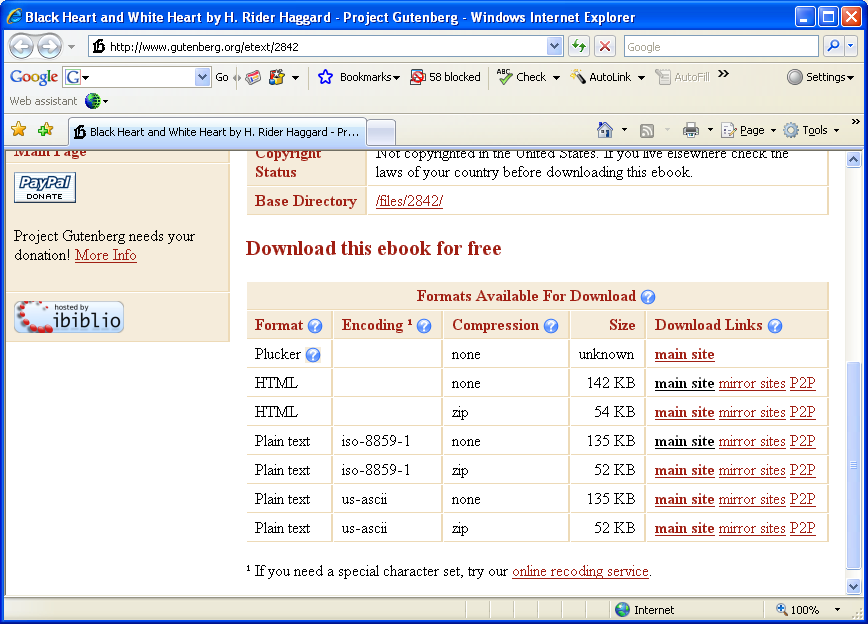 Black Heart and White Heart by H. Rider Haggard - Project Gutenberg - Windows Internet Explorer
http://www.gutenberg.org/etext/2842
Google
Google G Go Bookmarks 58 blocked ABC Check AutoLink AutoFill Settings
Web assistant
Black Heart and White Heart by H. Rider Haggard - Pr... Page Tools
Main Page
PayPal
DONATE
Project Gutenberg needs your
donation! More Info
hosted by
ibiblio
Copyright Not copyrighted in the United States. If you live elsewhere check the
Status laws of your country before downloading this ebook.
Base Directory /files/2842/
Download this ebook for free
Formats Available For Download ?
Format ? Encoding ¹ ? Compression ? Size Download Links ?
Plucker ? none unknown main site
HTML none 142 KB main site mirror sites P2P
HTML zip 54 KB main site mirror sites P2P
Plain text iso-8859-1 none 135 KB main site mirror sites P2P
Plain text iso-8859-1 zip 52 KB main site mirror sites P2P
Plain text us-ascii none 135 KB main site mirror sites P2P
Plain text us-ascii zip 52 KB main site mirror sites P2P
¹ If you need a special character set, try our online recoding service.
Internet 100%